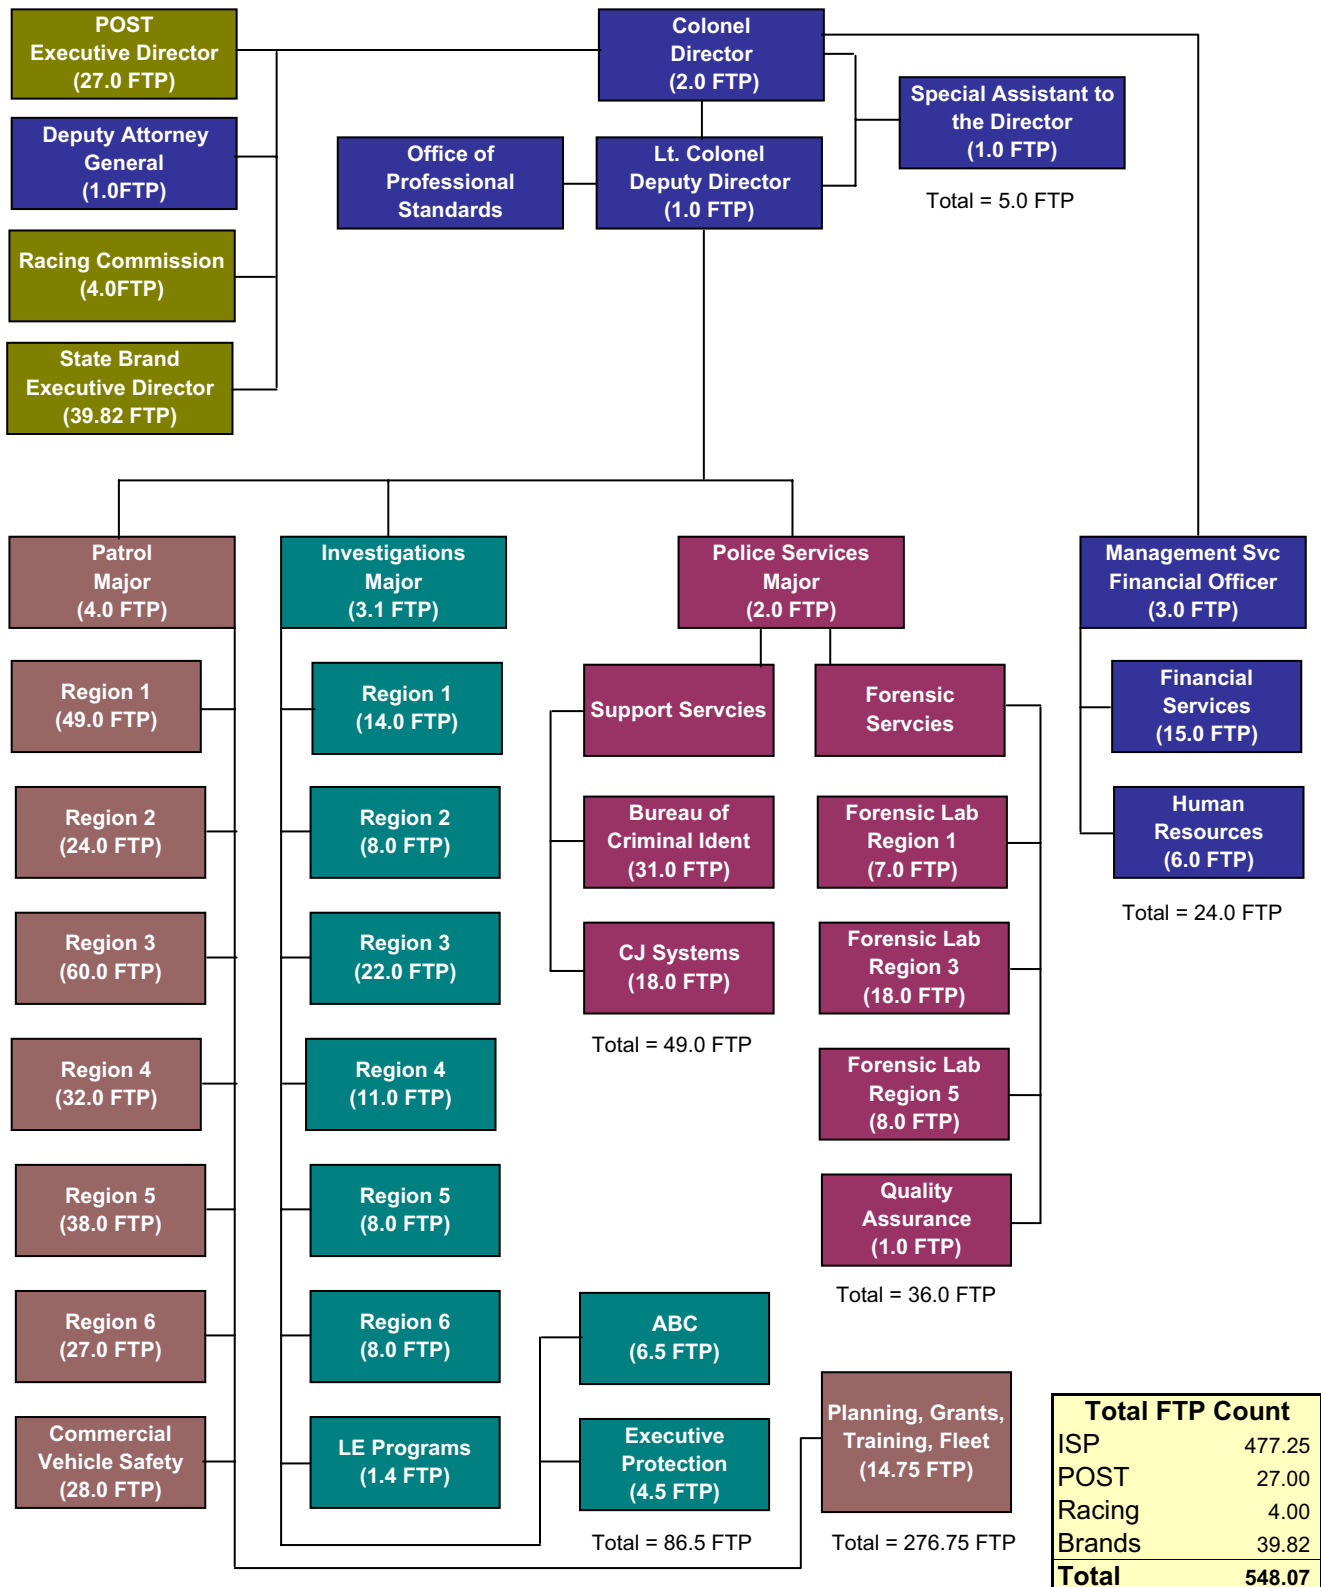 POST
Executive Director
(27.0 FTP)
Colonel
Director
(2.0 FTP)
Special Assistant to
the Director
(1.0 FTP)
Total = 5.0 FTP
Deputy Attorney
General
(1.0FTP)
Office of
Professional
Standards
Lt. Colonel
Deputy Director
(1.0 FTP)
Racing Commission
(4.0FTP)
State Brand
Executive Director
(39.82 FTP)
Patrol
Major
(4.0 FTP)
Investigations
Major
(3.1 FTP)
Police Services
Major
(2.0 FTP)
Management Svc
Financial Officer
(3.0 FTP)
Region 1
(49.0 FTP)
Region 2
(24.0 FTP)
Region 3
(60.0 FTP)
Region 4
(32.0 FTP)
Region 5
(38.0 FTP)
Region 6
(27.0 FTP)
Commercial
Vehicle Safety
(28.0 FTP)
Region 1
(14.0 FTP)
Region 2
(8.0 FTP)
Region 3
(22.0 FTP)
Region 4
(11.0 FTP)
Region 5
(8.0 FTP)
Region 6
(8.0 FTP)
LE Programs
(1.4 FTP)
Support Servcies
Bureau of
Criminal Ident
(31.0 FTP)
CJ Systems
(18.0 FTP)
Total = 49.0 FTP
ABC
(6.5 FTP)
Executive
Protection
(4.5 FTP)
Total = 86.5 FTP
Forensic
Servcies
Forensic Lab
Region 1
(7.0 FTP)
Forensic Lab
Region 3
(18.0 FTP)
Forensic Lab
Region 5
(8.0 FTP)
Quality
Assurance
(1.0 FTP)
Total = 36.0 FTP
Planning, Grants,
Training, Fleet
(14.75 FTP)
Total = 276.75 FTP
Financial
Services
(15.0 FTP)
Human
Resources
(6.0 FTP)
Total = 24.0 FTP
Total FTP Count
ISP 477.25
POST 27.00
Racing 4.00
Brands 39.82
Total 548.07